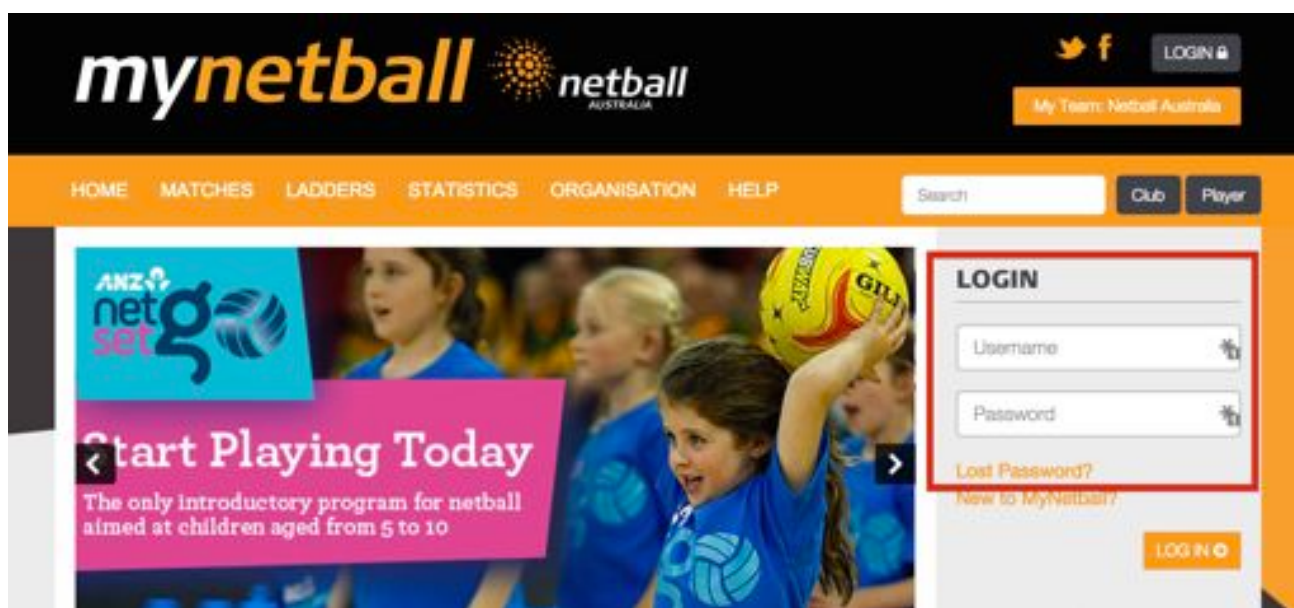 mynetball netball
AUSTRALIA
LOGIN
My Team: Netball Australia
HOME MATCHES LADDERS STATISTICS ORGANISATION HELP
Search Club Player
ANZ
net
set
go
Start Playing Today
The only introductory program for netball
aimed at children aged from 5 to 10
GIL
LOGIN
Username
Password
Lost Password?
New to MyNetball?
LOG IN